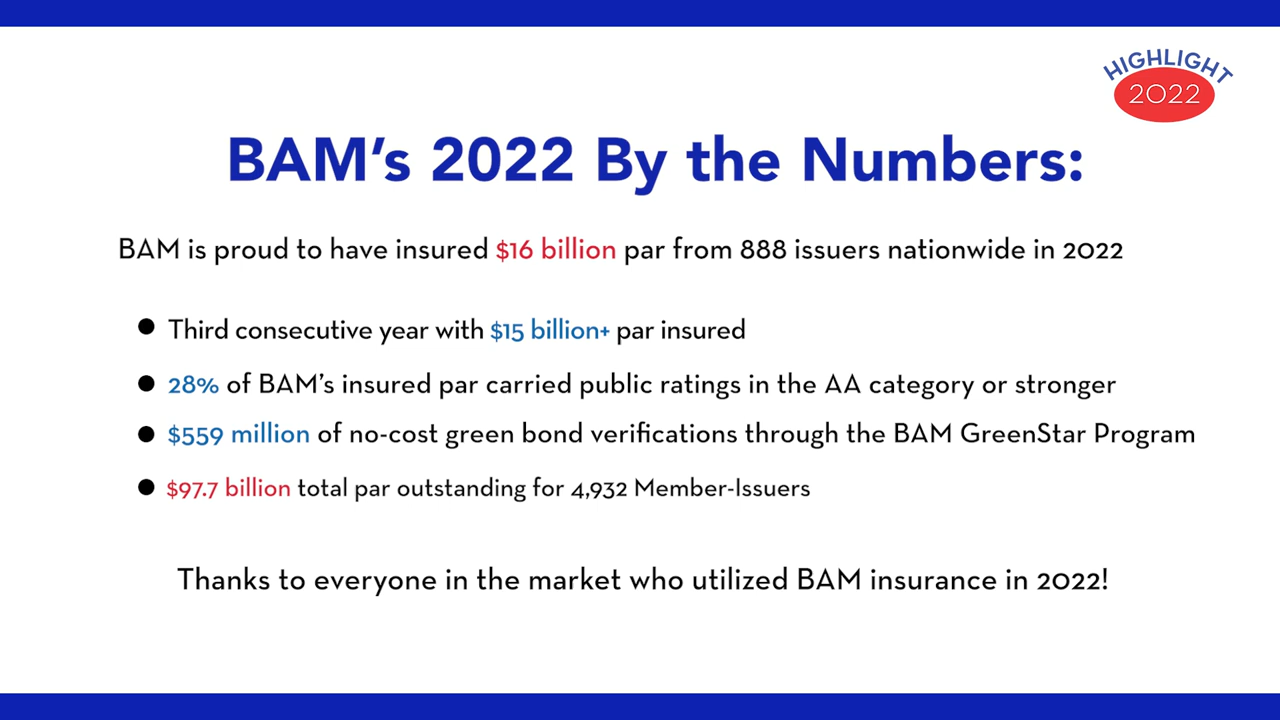 HIGHLIGHT
2022
BAM’s 2022 By the Numbers:
BAM is proud to have insured $16 billion par from 888 issuers nationwide in 2022
● Third consecutive year with $15 billion+ par insured
● 28% of BAM’s insured par carried public ratings in the AA category or stronger
● $559 million of no-cost green bond verifications through the BAM GreenStar Program
● $97.7 billion total par outstanding for 4,932 Member-Issuers
Thanks to everyone in the market who utilized BAM insurance in 2022!